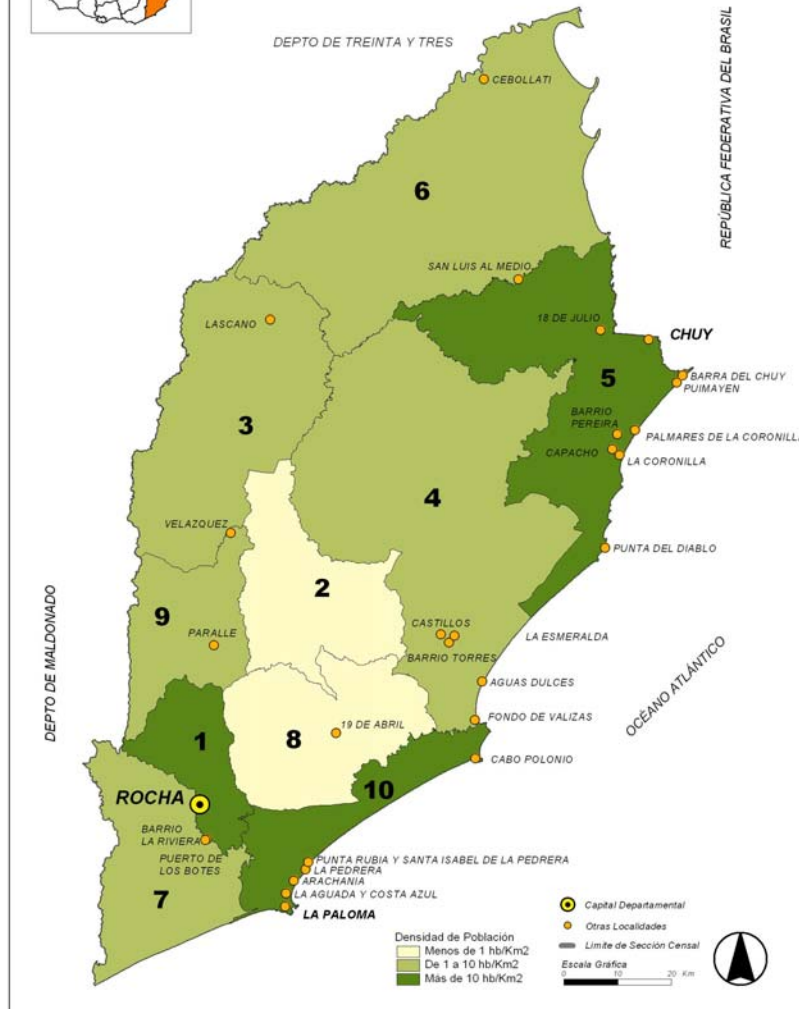 DEPTO DE TREINTA Y TRES
REPÚBLICA FEDERATIVA DEL BRASIL
CEBOLLATI
6
SAN LUIS AL MEDIO
LASCANO
18 DE JULIO
CHUY
5
BARRA DEL CHUY
PUIMAYEN
BARRIO
PEREIRA
3
PALMARES DE LA CORONILLA
CAPACHO
LA CORONILLA
4
VELAZQUEZ
PUNTA DEL DIABLO
2
9
DEPTO DE MALDONADO
PARALLE
CASTILLOS
LA ESMERALDA
BARRIO TORRES
OCÉANO ATLÁNTICO
AGUAS DULCES
19 DE ABRIL
FONDO DE VALIZAS
1
8
CABO POLONIO
10
ROCHA
BARRIO
LA RIVIERA
PUERTO DE
LOS BOTES
PUNTA RUBIA Y SANTA ISABEL DE LA PEDRERA
LA PEDRERA
ARACHANIA
7
LA AGUADA Y COSTA AZUL
LA PALOMA
Densidad de Población
Menos de 1 hb/Km2
De 1 a 10 hb/Km2
Más de 10 hb/Km2
Capital Departamental
Otras Localidades
Limite de Sección Censal
Escala Gráfica
0 10 20 Km